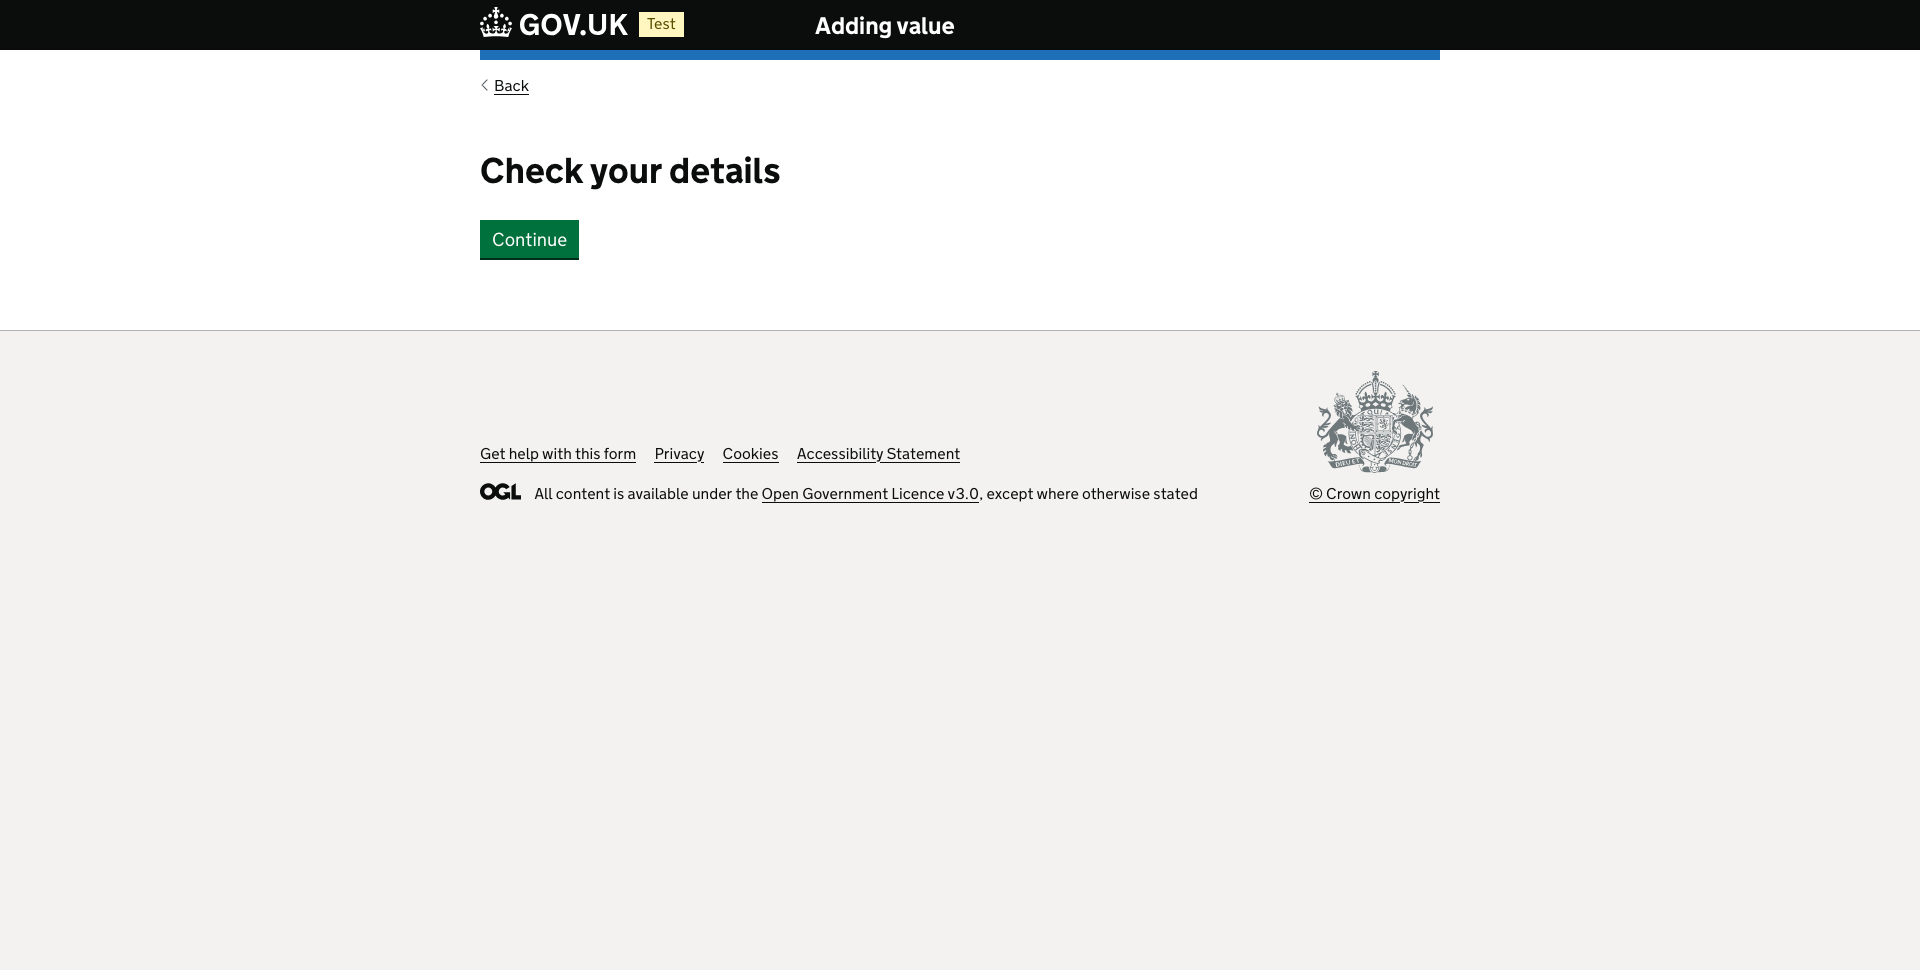 GOV.UK Test Adding value
Back
Check your details
Continue
Get help with this form Privacy Cookies Accessibility Statement
OGL All content is available under the Open Government Licence v3.0, except where otherwise stated
© Crown copyright